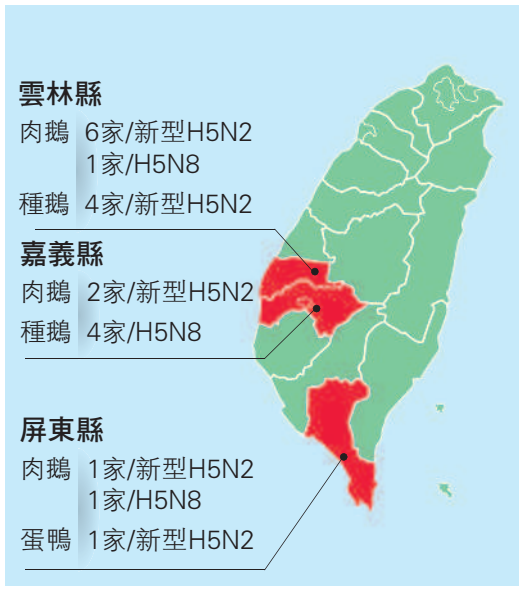 雲林縣
肉鵝 6家/新型H5N2
1家/H5N8
種鵝 4家/新型H5N2
嘉義縣
肉鵝 2家/新型H5N2
種鵝 4家/H5N8
屏東縣
肉鵝 1家/新型H5N2
1家/H5N8
蛋鴨 1家/新型H5N2